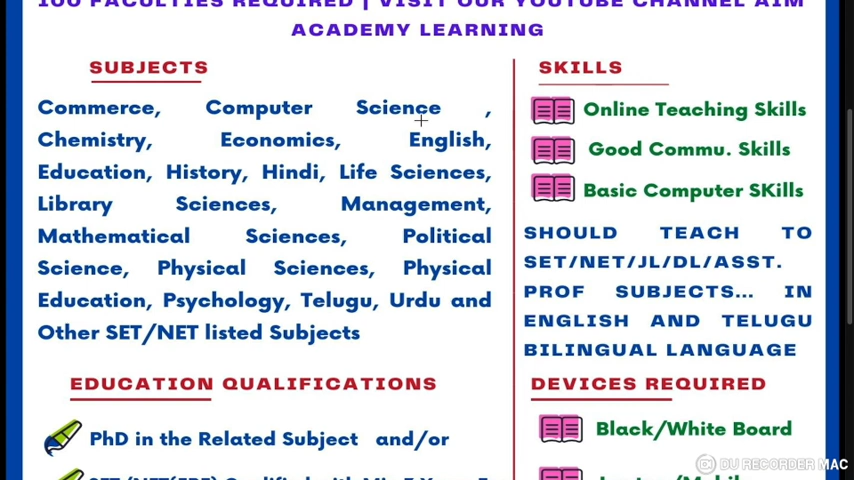 100 FACULTIES REQUIRED | VISIT OUR YOUTUBE CHANNEL AIM
ACADEMY LEARNING
SUBJECTS
Commerce, Computer Science ,
Chemistry, Economics, English,
Education, History, Hindi, Life Sciences,
Library Sciences, Management,
Mathematical Sciences, Political
Science, Physical Sciences, Physical
Education, Psychology, Telugu, Urdu and
Other SET/NET listed Subjects
EDUCATION QUALIFICATIONS
PhD in the Related Subject and/or
SKILLS
Online Teaching Skills
Good Commu. Skills
Basic Computer SKills
SHOULD TEACH TO
SET/NET/JL/DL/ASST.
PROF SUBJECTS... IN
ENGLISH AND TELUGU
BILINGUAL LANGUAGE
DEVICES REQUIRED
Black/White Board
DU RECORDER MAC